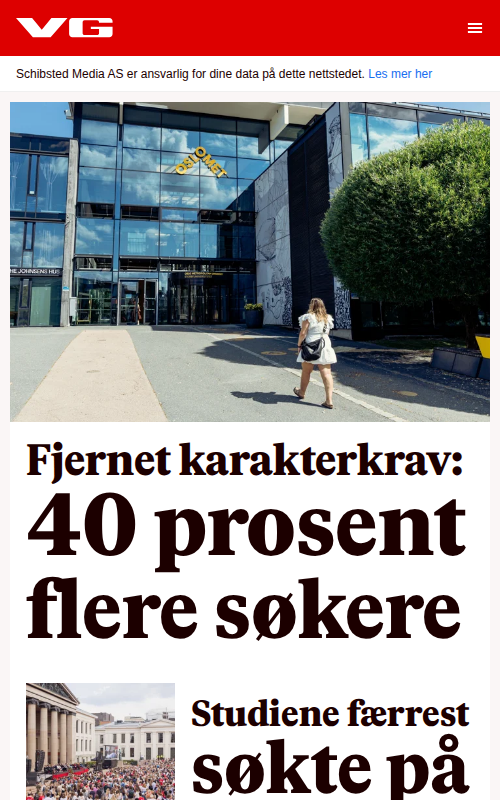 VG
Schibsted Media AS er ansvarlig for dine data på dette nettstedet. Les mer her
OSLOMET
Fjernet karakterkrav:
40 prosent
flere søkere
Studiene færrest
søkte på